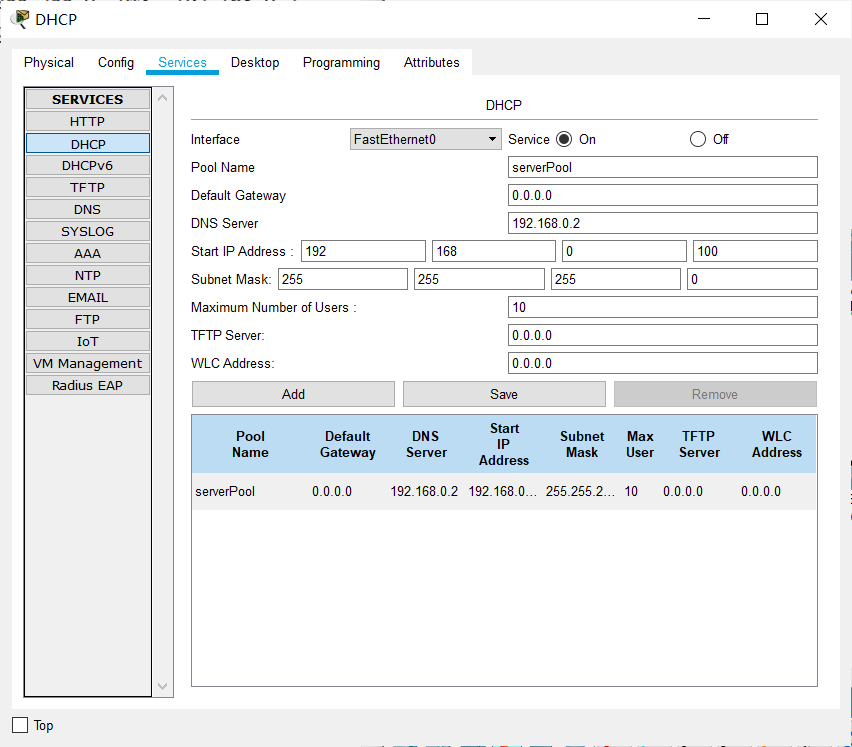 DHCP
Physical Config Services Desktop Programming Attributes
SERVICES
HTTP
DHCP
DHCPv6
TFTP
DNS
SYSLOG
AAA
NTP
EMAIL
FTP
IoT
VM Management
Radius EAP
DHCP
Interface FastEthernet0 Service On Off
Pool Name serverPool
Default Gateway 0.0.0.0
DNS Server 192.168.0.2
Start IP Address : 192 168 0 100
Subnet Mask: 255 255 255 0
Maximum Number of Users : 10
TFTP Server: 0.0.0.0
WLC Address: 0.0.0.0
Add Save Remove
Pool Name Default Gateway DNS Server Start IP Address Subnet Mask Max User TFTP Server WLC Address
serverPool 0.0.0.0 192.168.0.2 192.168.0... 255.255.2... 10 0.0.0.0 0.0.0.0
Top